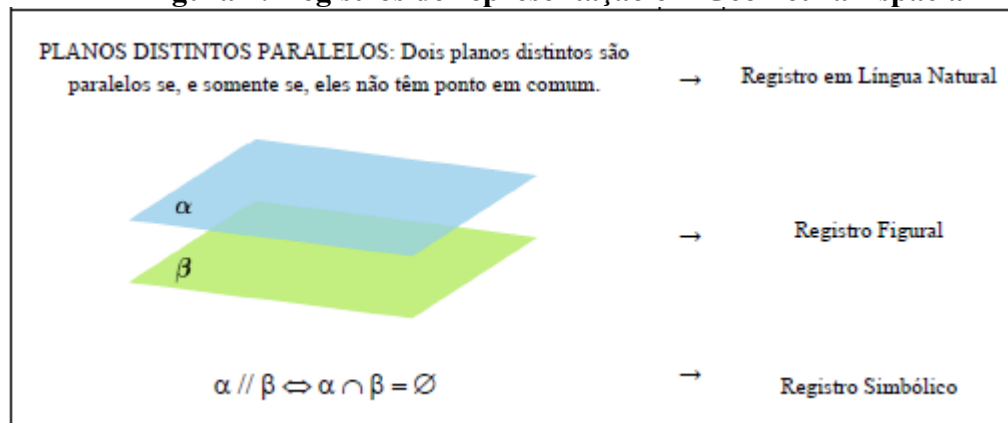 PLANOS DISTINTOS PARALELOS: Dois planos distintos são
paralelos se, e somente se, eles não têm ponto em comum.
→ Registro em Língua Natural
α
β
→ Registro Figural
α // β ⇔ α ∩ β = ∅
→ Registro Simbólico